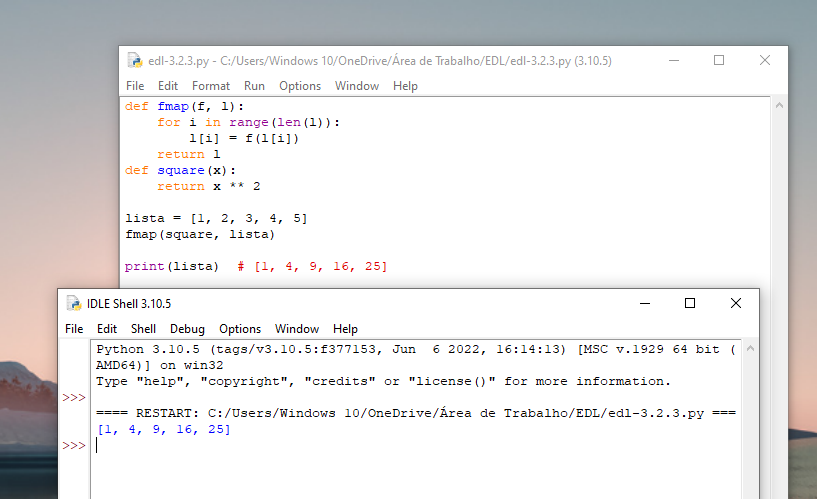 edl-3.2.3.py - C:/Users/Windows 10/OneDrive/Área de Trabalho/EDL/edl-3.2.3.py (3.10.5)
File Edit Format Run Options Window Help
def fmap(f, l):
    for i in range(len(l)):
        l[i] = f(l[i])
    return l
def square(x):
    return x ** 2
lista = [1, 2, 3, 4, 5]
fmap(square, lista)
print(lista)  # [1, 4, 9, 16, 25]
IDLE Shell 3.10.5
File Edit Shell Debug Options Window Help
Python 3.10.5 (tags/v3.10.5:f377153, Jun  6 2022, 16:14:13) [MSC v.1929 64 bit (
AMD64)] on win32
Type "help", "copyright", "credits" or "license()" for more information.
>>>
==== RESTART: C:/Users/Windows 10/OneDrive/Área de Trabalho/EDL/edl-3.2.3.py ===
[1, 4, 9, 16, 25]
>>>